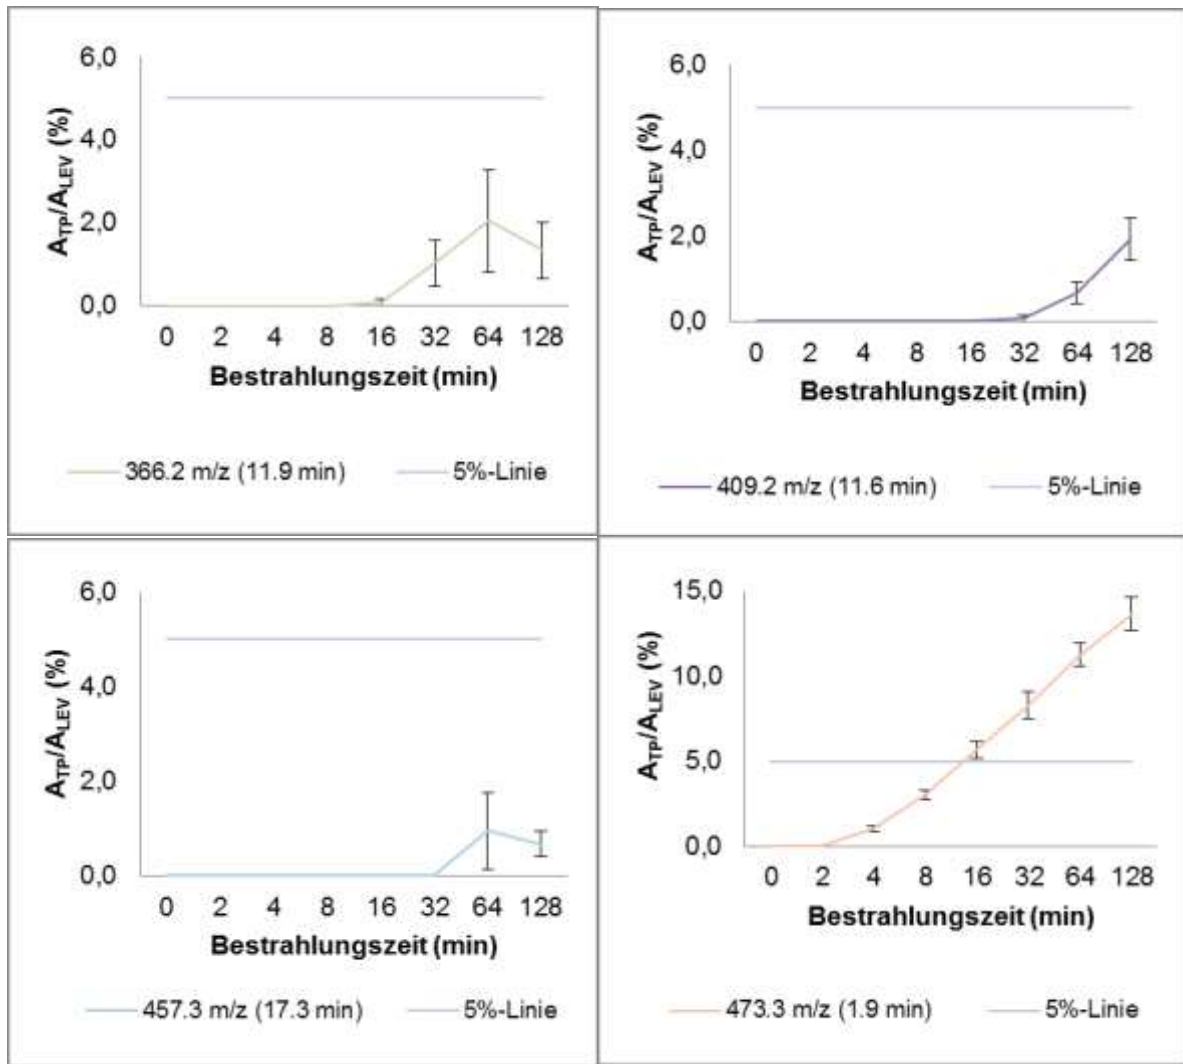 6,0
4,0
2,0
0,0
ATP/ALEV (%)
0 2 4 8 16 32 64 128
Bestrahlungszeit (min)
366.2 m/z (11.9 min) 5%-Linie
6,0
4,0
2,0
0,0
ATP/ALEV (%)
0 2 4 8 16 32 64 128
Bestrahlungszeit (min)
409.2 m/z (11.6 min) 5%-Linie
6,0
4,0
2,0
0,0
ATP/ALEV (%)
0 2 4 8 16 32 64 128
Bestrahlungszeit (min)
457.3 m/z (17.3 min) 5%-Linie
15,0
10,0
5,0
0,0
ATP/ALEV (%)
0 2 4 8 16 32 64 128
Bestrahlungszeit (min)
473.3 m/z (1.9 min) 5%-Linie